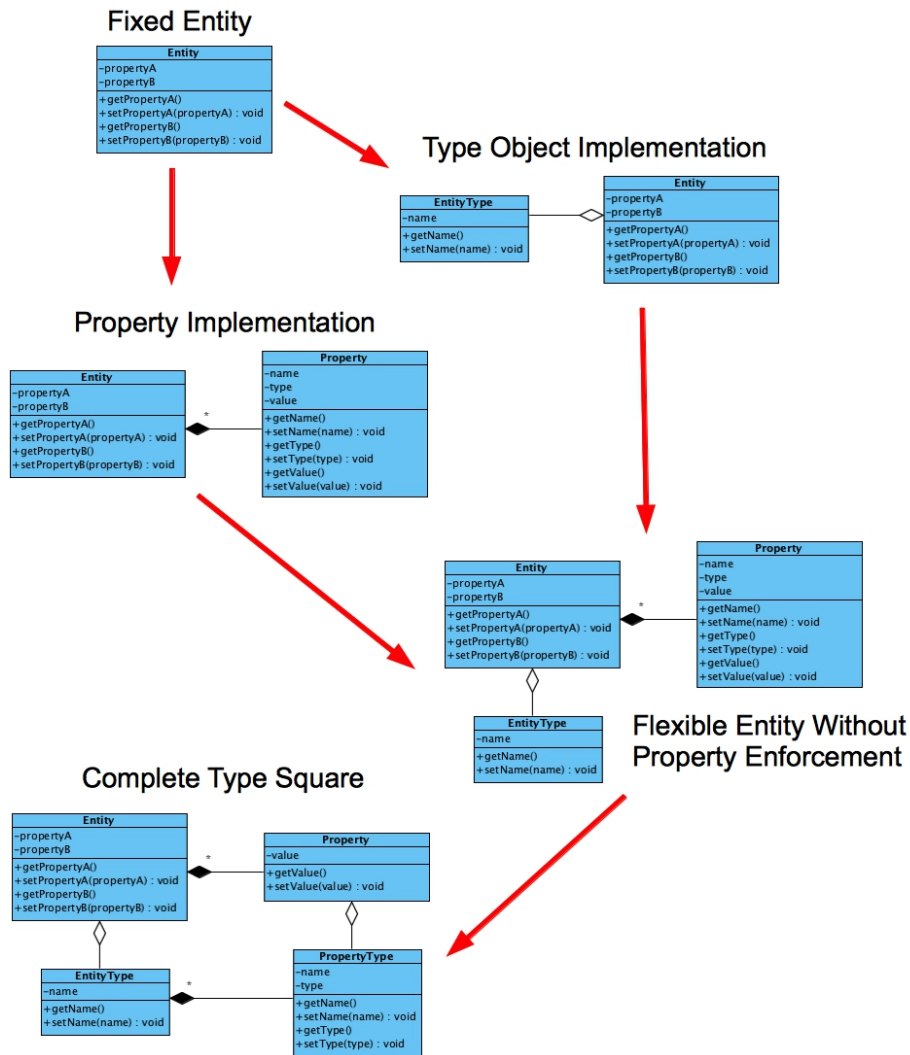 Fixed Entity
Entity
-propertyA
-propertyB
+getPropertyA()
+setPropertyA(propertyA) : void
+getPropertyB()
+setPropertyB(propertyB) : void
Type Object Implementation
EntityType
-name
+getName()
+setName(name) : void
Entity
-propertyA
-propertyB
+getPropertyA()
+setPropertyA(propertyA) : void
+getPropertyB()
+setPropertyB(propertyB) : void
Property Implementation
Entity
-propertyA
-propertyB
+getPropertyA()
+setPropertyA(propertyA) : void
+getPropertyB()
+setPropertyB(propertyB) : void
*
Property
-name
-type
-value
+getName()
+setName(name) : void
+getType()
+setType(type) : void
+getValue()
+setValue(value) : void
Entity
-propertyA
-propertyB
+getPropertyA()
+setPropertyA(propertyA) : void
+getPropertyB()
+setPropertyB(propertyB) : void
*
Property
-name
-type
-value
+getName()
+setName(name) : void
+getType()
+setType(type) : void
+getValue()
+setValue(value) : void
EntityType
-name
+getName()
+setName(name) : void
Flexible Entity Without
Property Enforcement
Complete Type Square
Entity
-propertyA
-propertyB
+getPropertyA()
+setPropertyA(propertyA) : void
+getPropertyB()
+setPropertyB(propertyB) : void
*
Property
-value
+getValue()
+setValue(value) : void
EntityType
-name
+getName()
+setName(name) : void
*
PropertyType
-name
-type
+getName()
+setName(name) : void
+getType()
+setType(type) : void